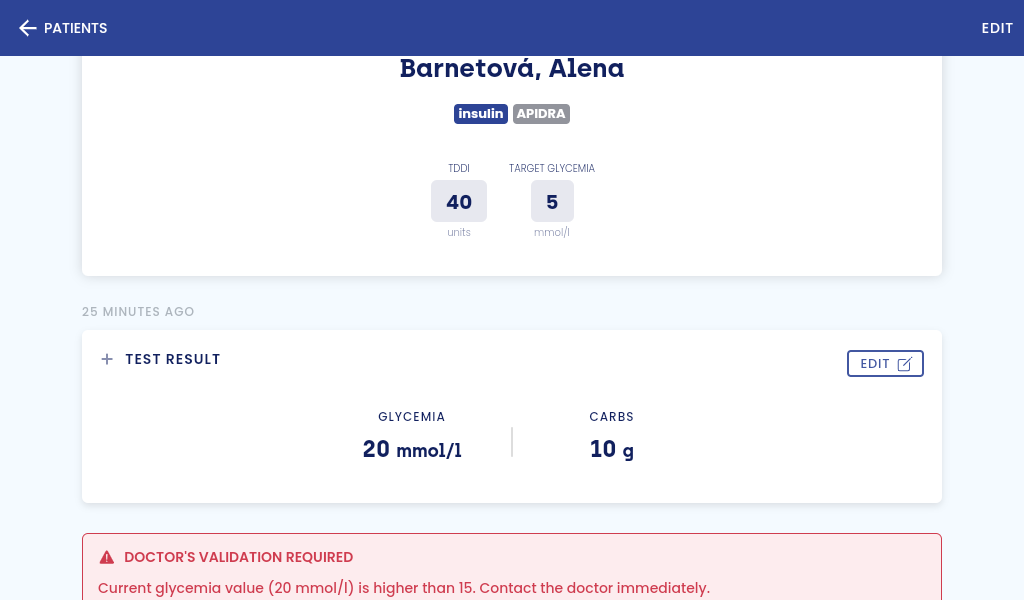 PATIENTS
EDIT
Barnetová, Alena
insulin APIDRA
TDDI TARGET GLYCEMIA
40 5
units mmol/l
25 MINUTES AGO
TEST RESULT
EDIT
GLYCEMIA CARBS
20 mmol/l 10 g
DOCTOR'S VALIDATION REQUIRED
Current glycemia value (20 mmol/l) is higher than 15. Contact the doctor immediately.